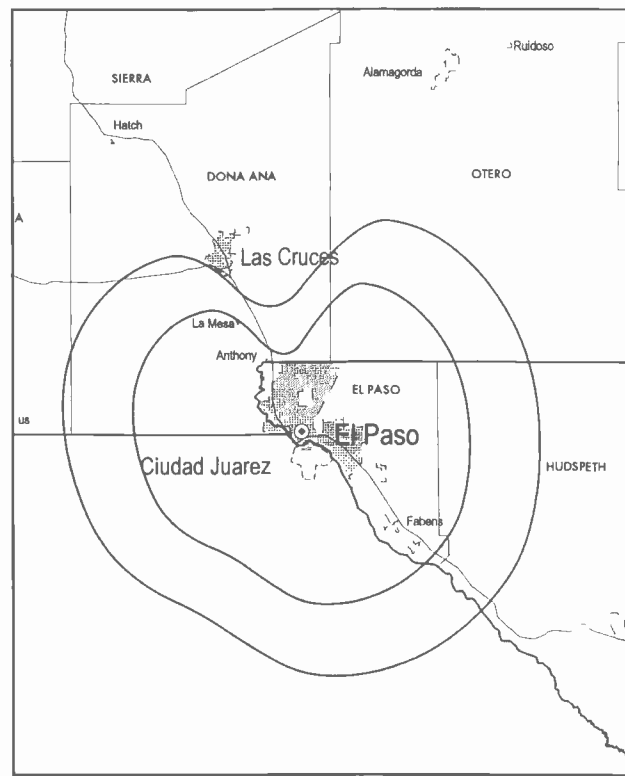 Ruidoso
Alamagorda
SIERRA
Hatch
DONA ANA
OTERO
A
Las Cruces
La Mesa
Anthony
EL PASO
us
El Paso
Ciudad Juarez
HUDSPETH
Fabens